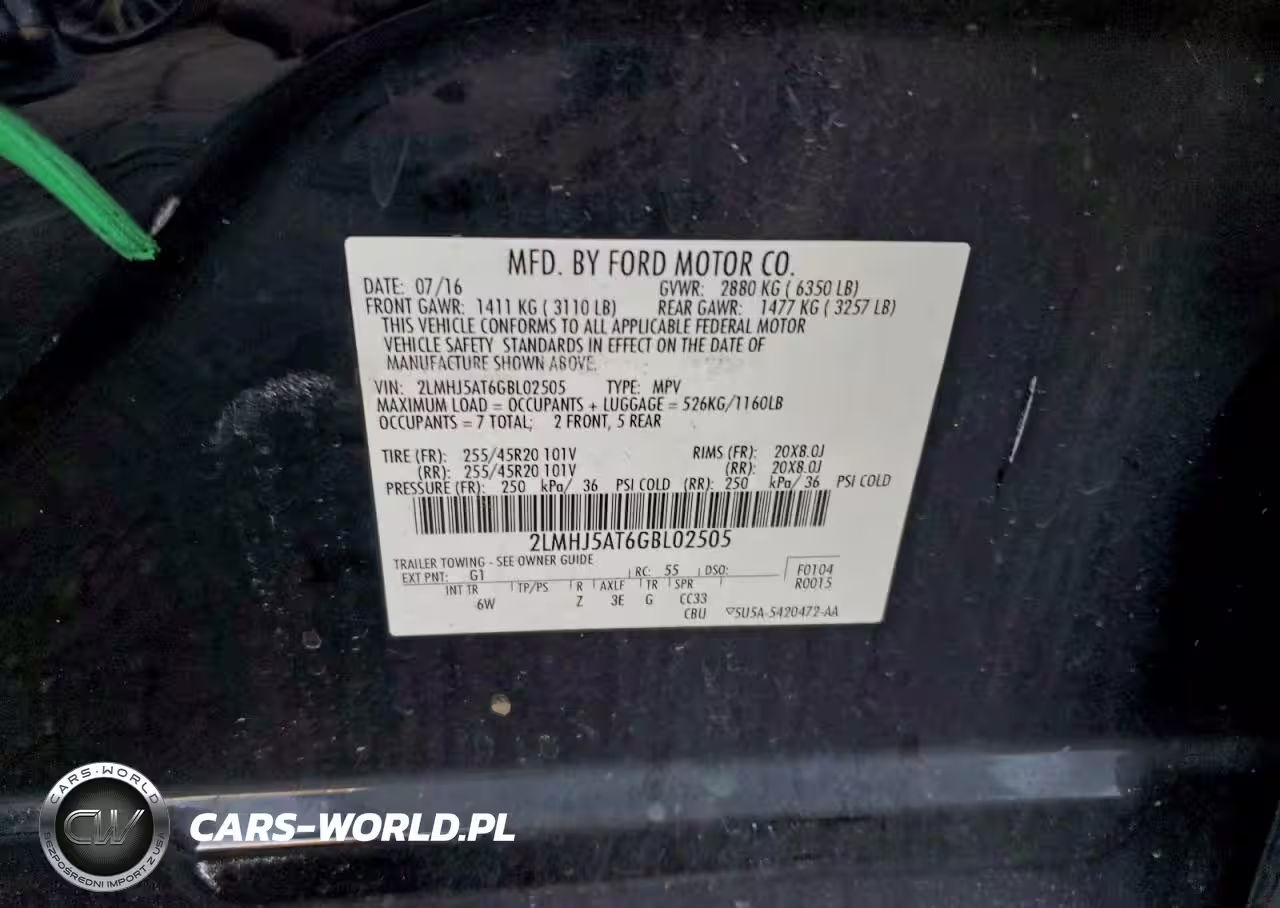 MFD. BY FORD MOTOR CO.
DATE: 07/16 GVWR: 2880 KG ( 6350 LB)
FRONT GAWR: 1411 KG ( 3110 LB) REAR GAWR: 1477 KG ( 3257 LB)
THIS VEHICLE CONFORMS TO ALL APPLICABLE FEDERAL MOTOR
VEHICLE SAFETY STANDARDS IN EFFECT ON THE DATE OF
MANUFACTURE SHOWN ABOVE.
VIN: 2LMHJ5AT6GBL02505 TYPE: MPV
MAXIMUM LOAD = OCCUPANTS + LUGGAGE = 526KG/1160LB
OCCUPANTS = 7 TOTAL; 2 FRONT, 5 REAR
TIRE (FR): 255/45R20 101V RIMS (FR): 20X8.0J
(RR): 255/45R20 101V (RR): 20X8.0J
PRESSURE (FR): 250 kPa/ 36 PSI COLD (RR): 250 kPa/ 36 PSI COLD
2LMHJ5AT6GBL02505
TRAILER TOWING - SEE OWNER GUIDE
EXT PNT: G1 RC: 55 DSO: F0104
INT TR TP/PS R AXLE TR SPR R0015
6W Z 3E G CC33
CBU 5U5A-5420472-AA
CARS-WORLD
CW
BEZPOŚREDNI IMPORT Z USA
CARS-WORLD.PL